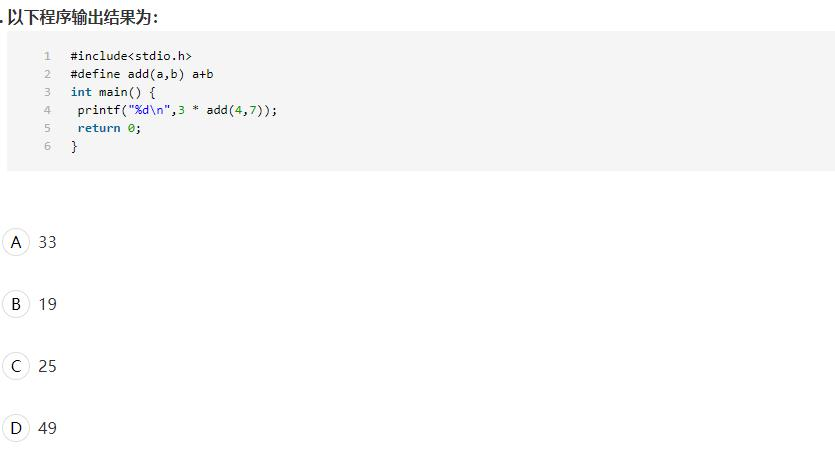 .以下程序输出结果为:
1 #include<stdio.h>
2 #define add(a,b) a+b
3 int main() {
4 printf("%d\n",3 * add(4,7));
5 return 0;
6 }
A 33
B 19
C 25
D 49